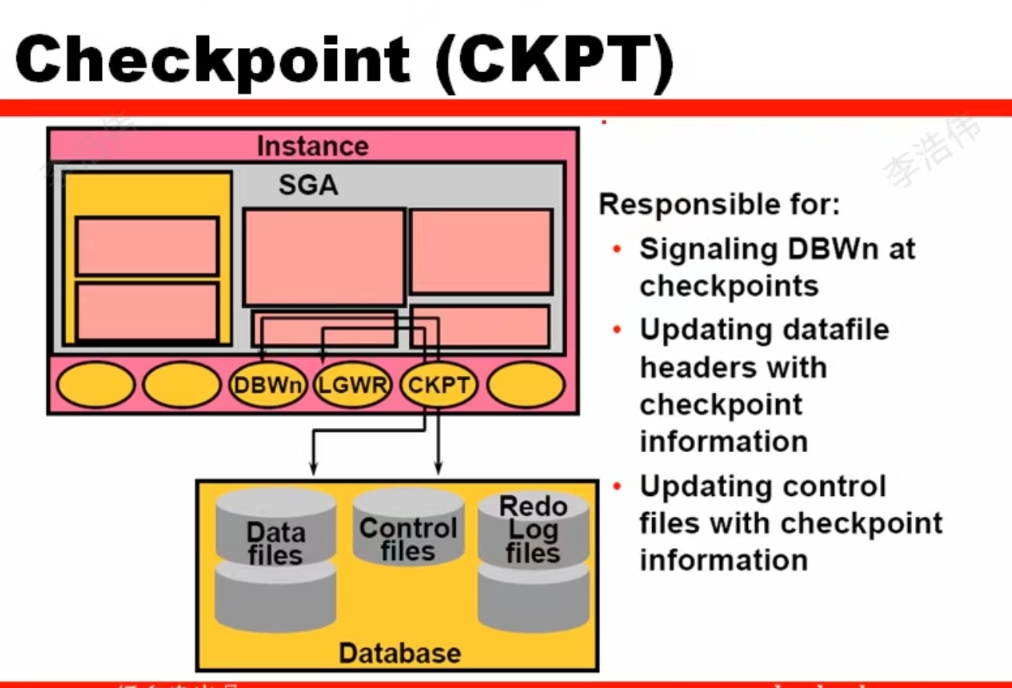 Checkpoint (CKPT)
Instance
SGA
DBWn
LGWR
CKPT
Data
files
Control
files
Redo
Log
files
Database
Responsible for:
• Signaling DBWn at
checkpoints
• Updating datafile
headers with
checkpoint
information
• Updating control
files with checkpoint
information
李浩伟